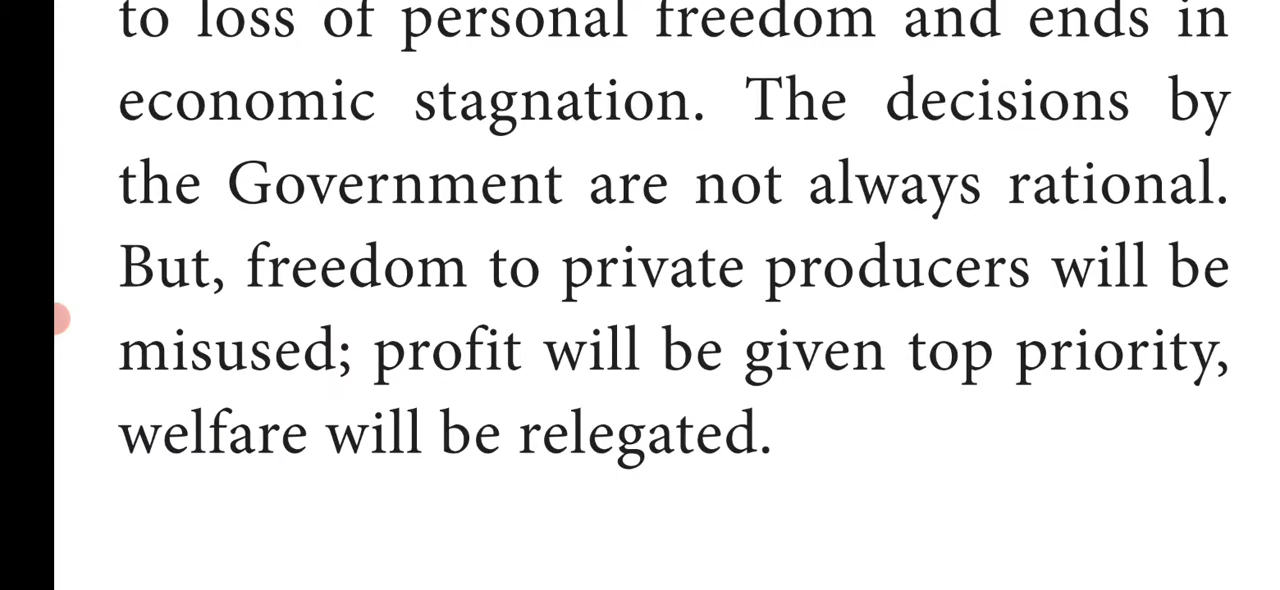 to loss of personal freedom and ends in
economic stagnation. The decisions by
the Government are not always rational.
But, freedom to private producers will be
misused; profit will be given top priority,
welfare will be relegated.